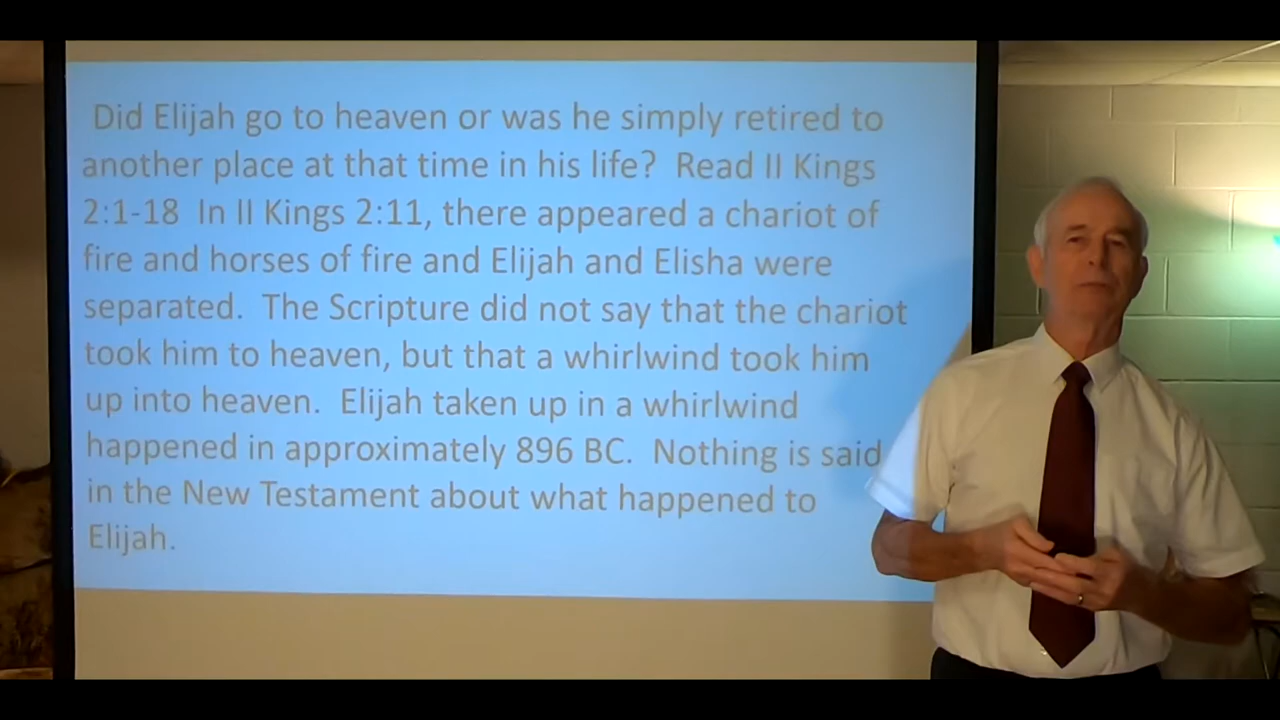 Did Elijah go to heaven or was he simply retired to
another place at that time in his life? Read II Kings
2:1-18 In II Kings 2:11, there appeared a chariot of
fire and horses of fire and Elijah and Elisha were
separated. The Scripture did not say that the chariot
took him to heaven, but that a whirlwind took him
up into heaven. Elijah taken up in a whirlwind
happened in approximately 896 BC. Nothing is said
in the New Testament about what happened to
Elijah.